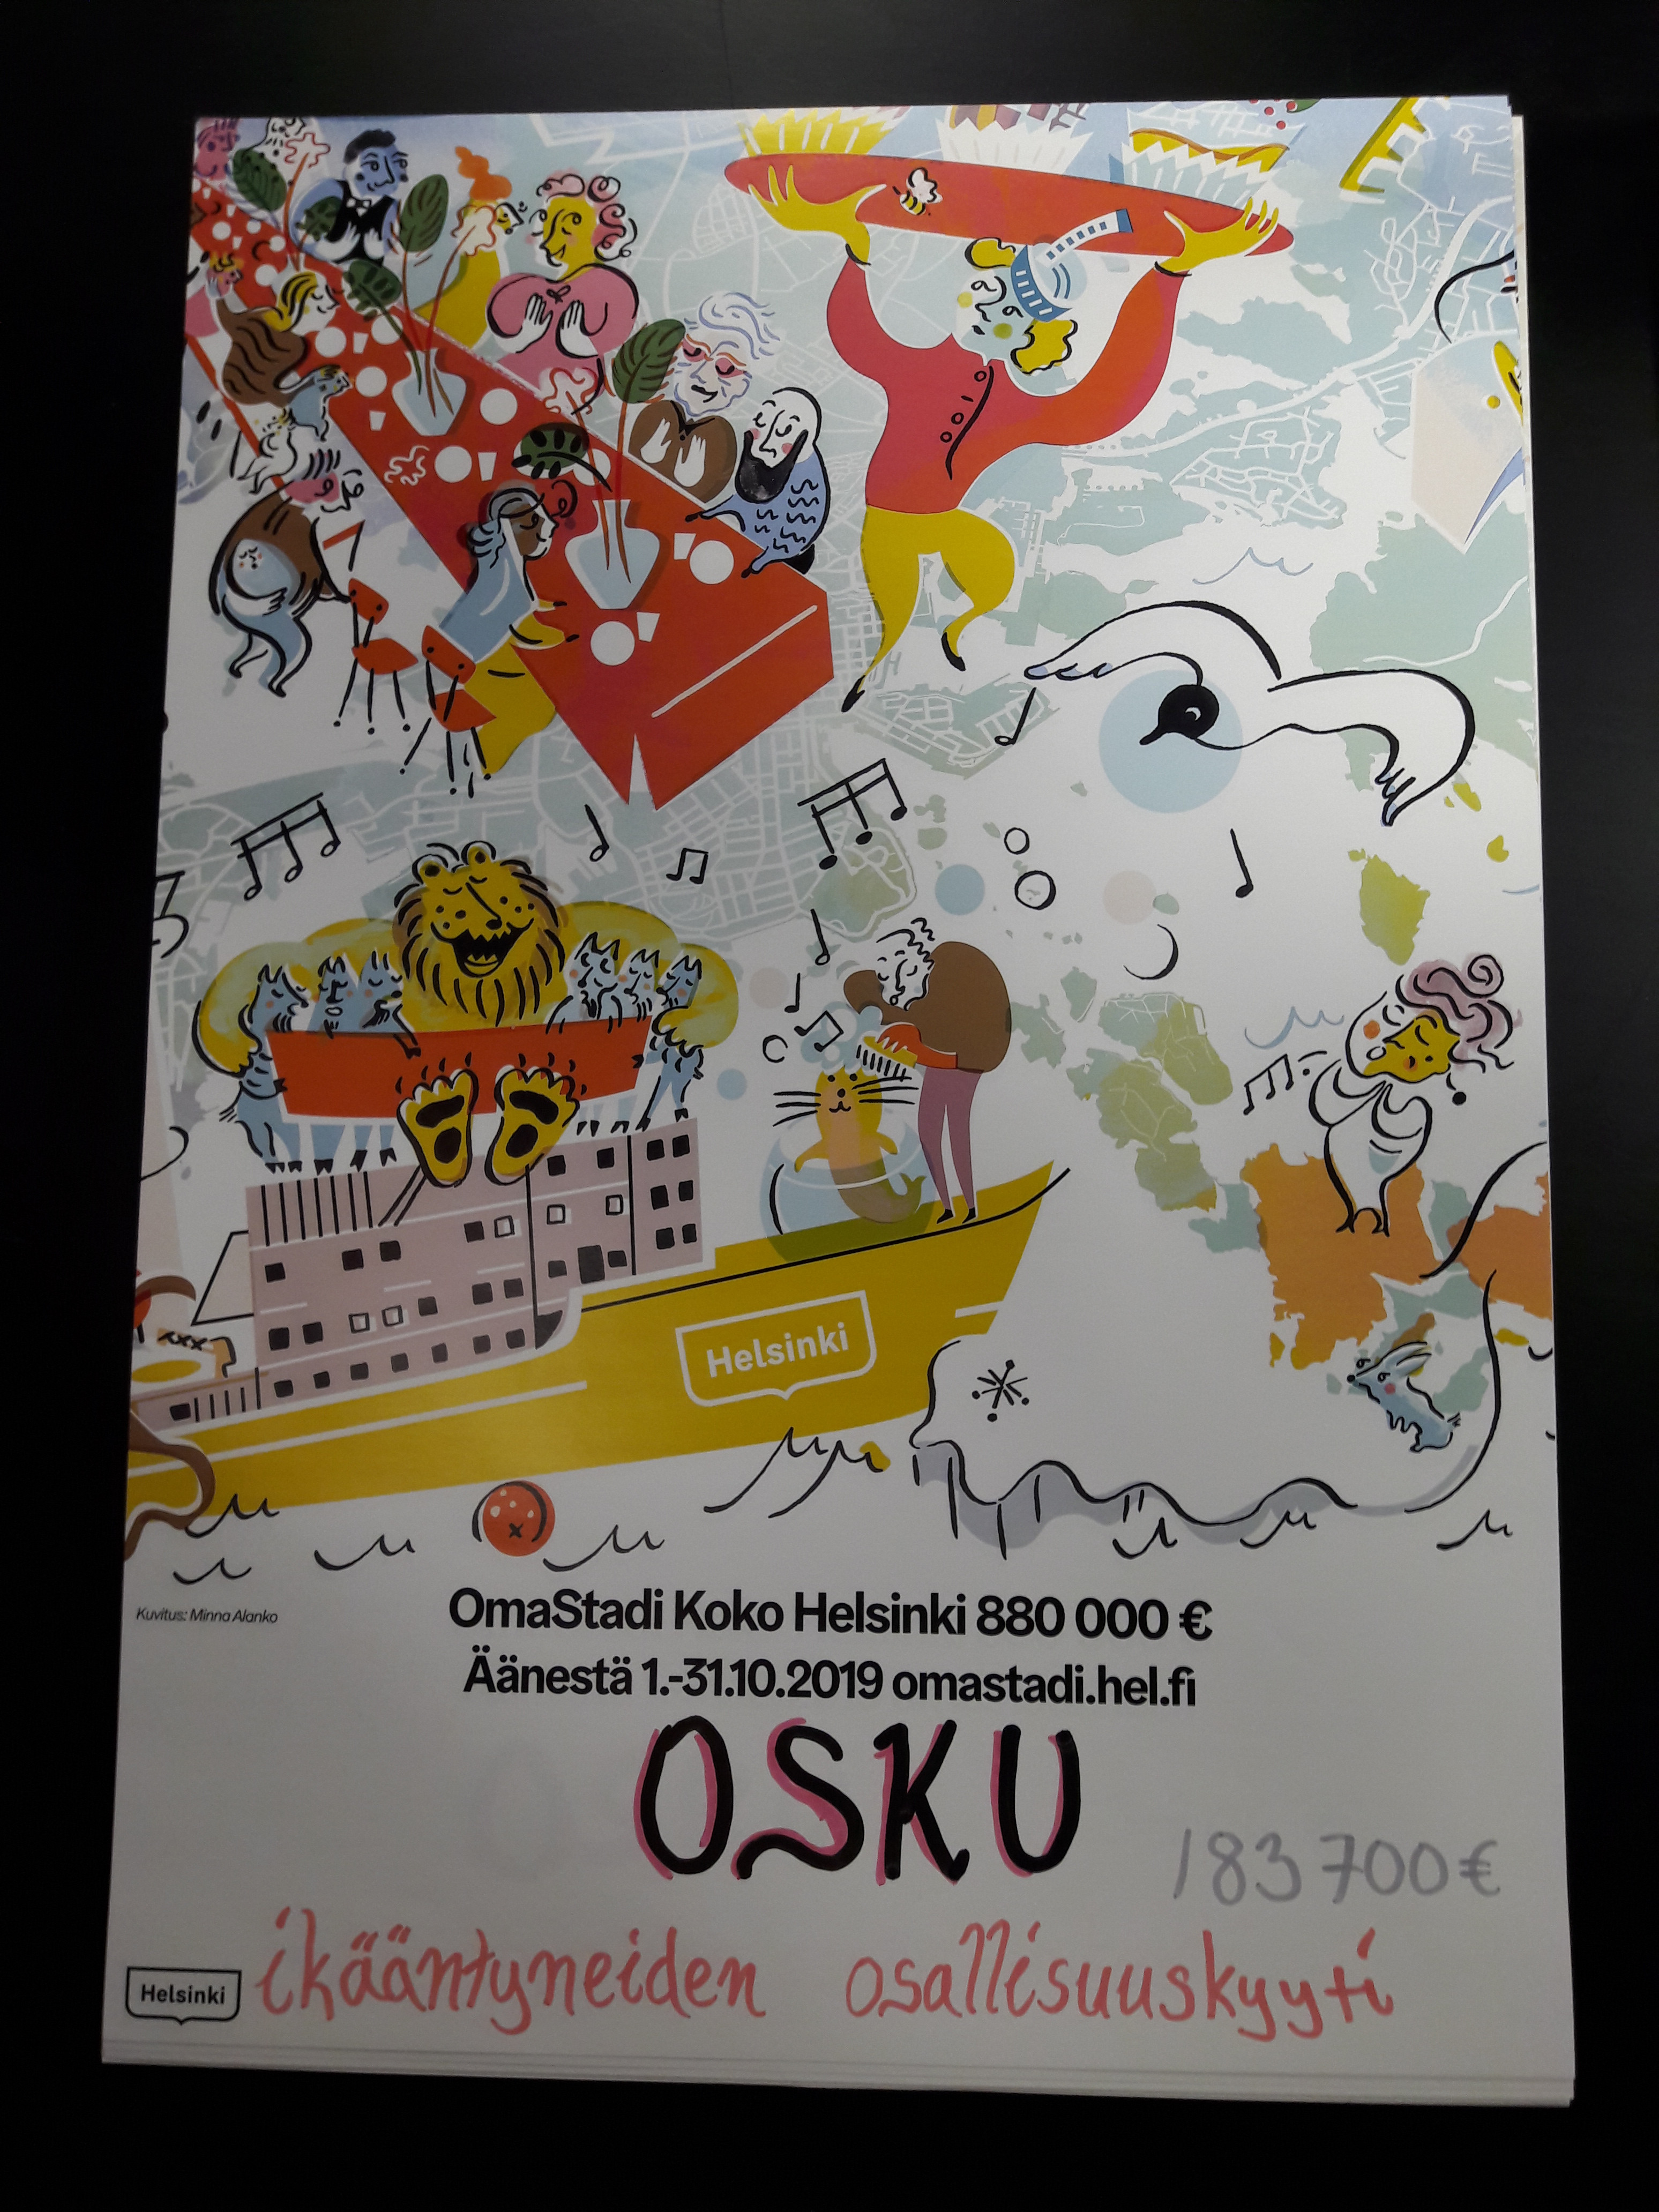 Helsinki
Kuvitus: Minna Alanko
OmaStadi Koko Helsinki 880 000 €
Äänestä 1.-31.10.2019 omastadi.hel.fi
OSKU
183 700 €
ikääntyneiden osallisuuskyyti
Helsinki